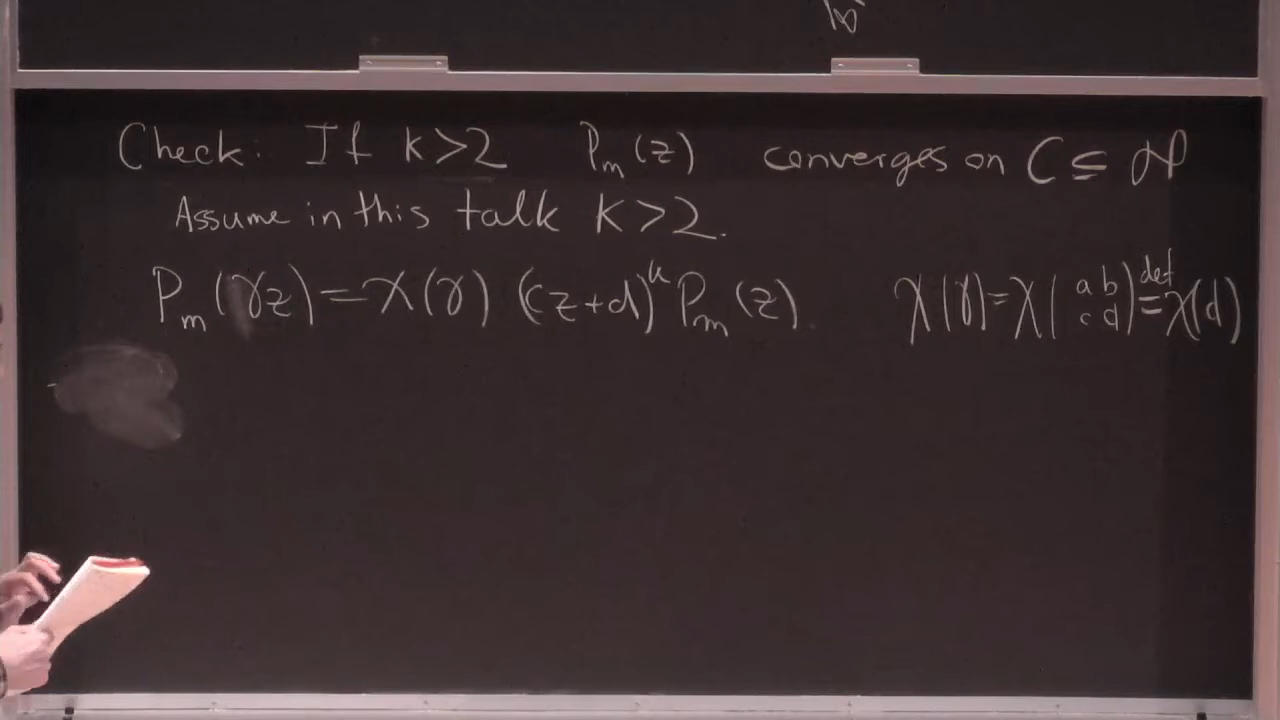 ∞
Check: If k>2 P_m(z) converges on C ⊆ ℋ
Assume in this talk k>2.
P_m(γz)=χ(γ) (cz+d)^k P_m(z). χ(γ)=χ(a b c d) def= χ(d)